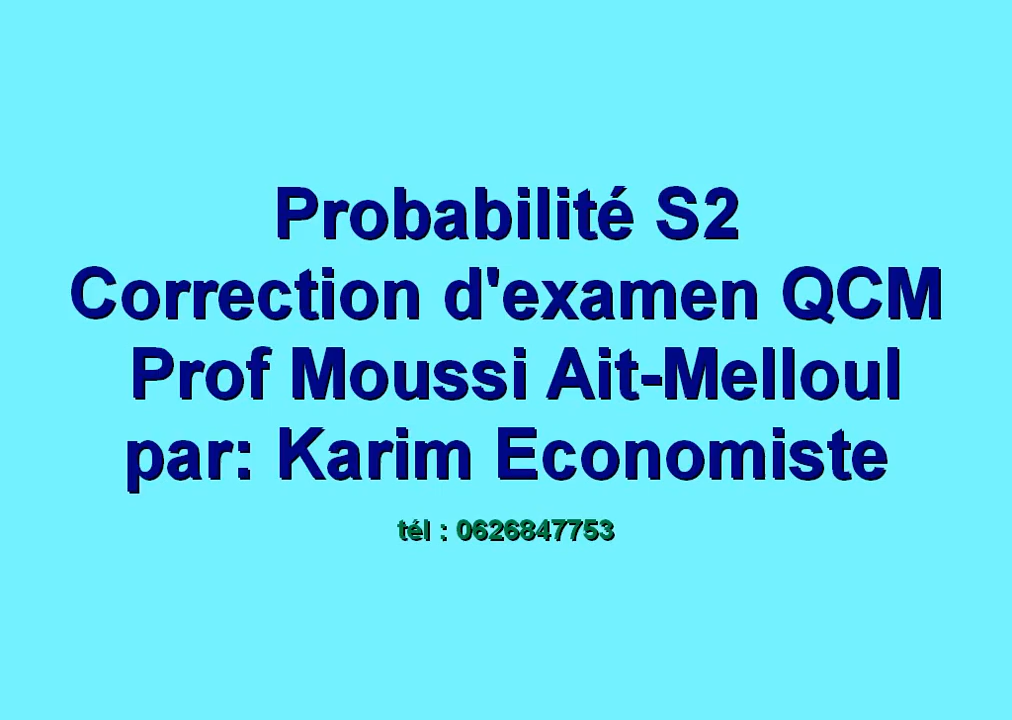 Probabilité S2
Correction d'examen QCM
Prof Moussi Ait-Melloul
par: Karim Economiste
tél : 0626847753